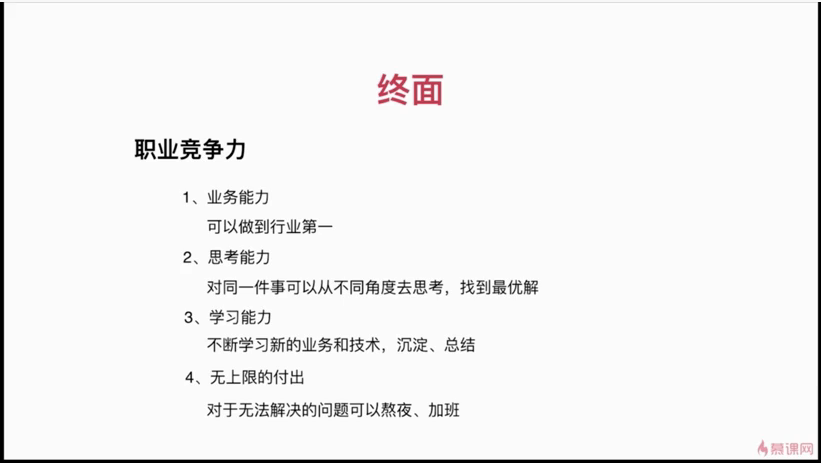 终面
职业竞争力
1、业务能力
可以做到行业第一
2、思考能力
对同一件事可以从不同角度去思考，找到最优解
3、学习能力
不断学习新的业务和技术，沉淀、总结
4、无上限的付出
对于无法解决的问题可以熬夜、加班
慕课网